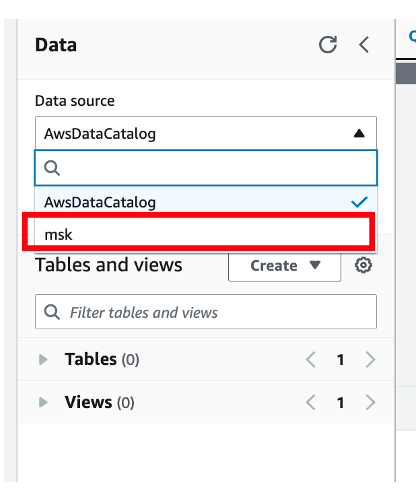 Data
Data source
AwsDataCatalog
AwsDataCatalog
msk
Tables and views
Create
Filter tables and views
Tables (0)
1
Views (0)
1